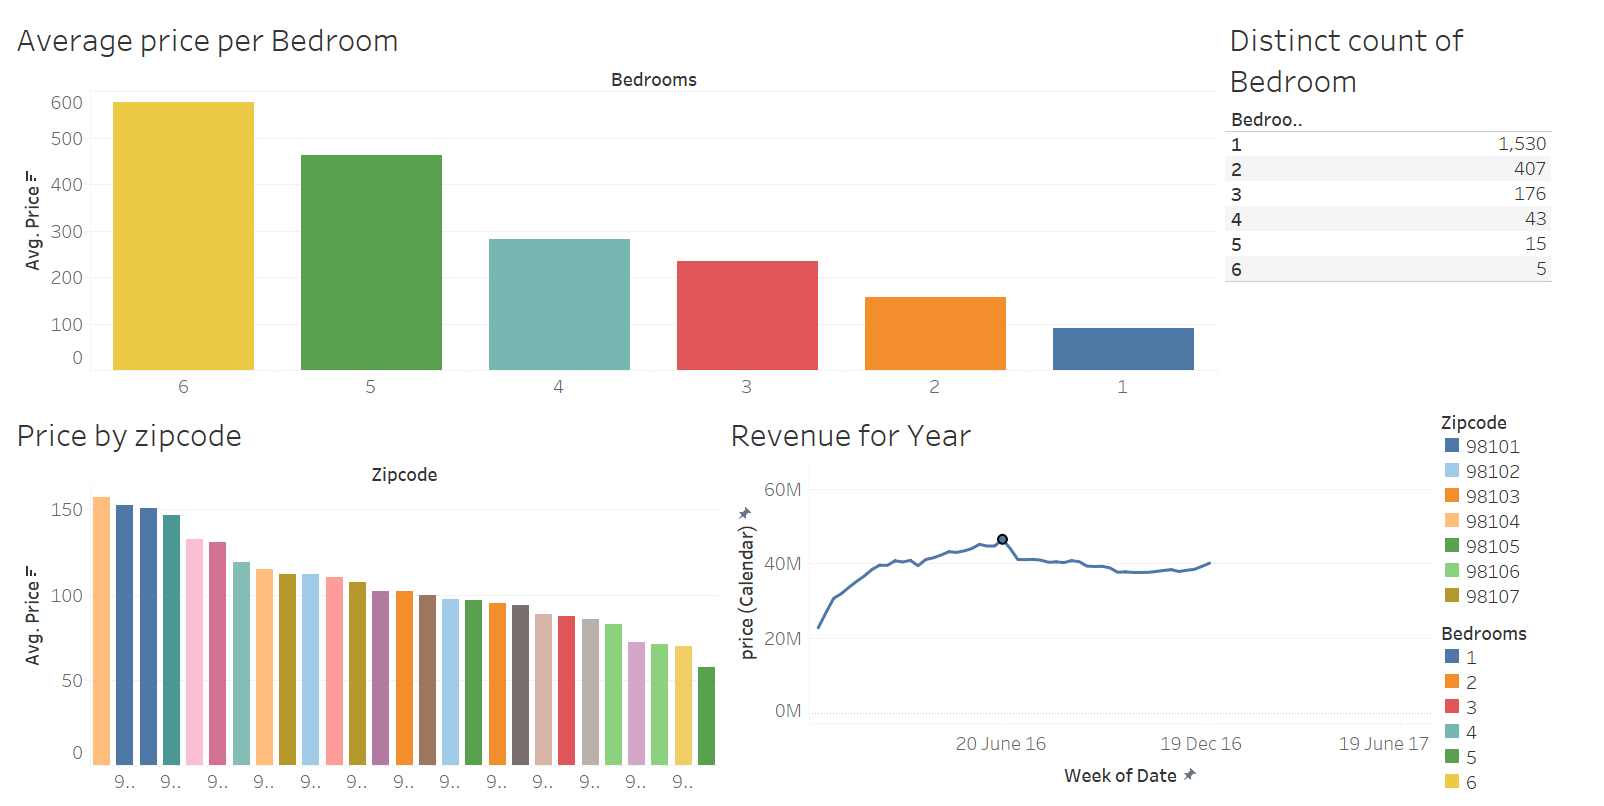 Average price per Bedroom
Bedrooms
Avg. Price
600
500
400
300
200
100
0
6
5
4
3
2
1
Distinct count of
Bedroom
Bedroo..
1 1,530
2 407
3 176
4 43
5 15
6 5
Price by zipcode
Zipcode
Avg. Price
150
100
50
0
9.. 9.. 9.. 9.. 9.. 9.. 9.. 9.. 9.. 9.. 9.. 9.. 9..
Revenue for Year
price (Calendar)
60M
40M
20M
0M
20 June 16
19 Dec 16
19 June 17
Week of Date
Zipcode
98101
98102
98103
98104
98105
98106
98107
Bedrooms
1
2
3
4
5
6